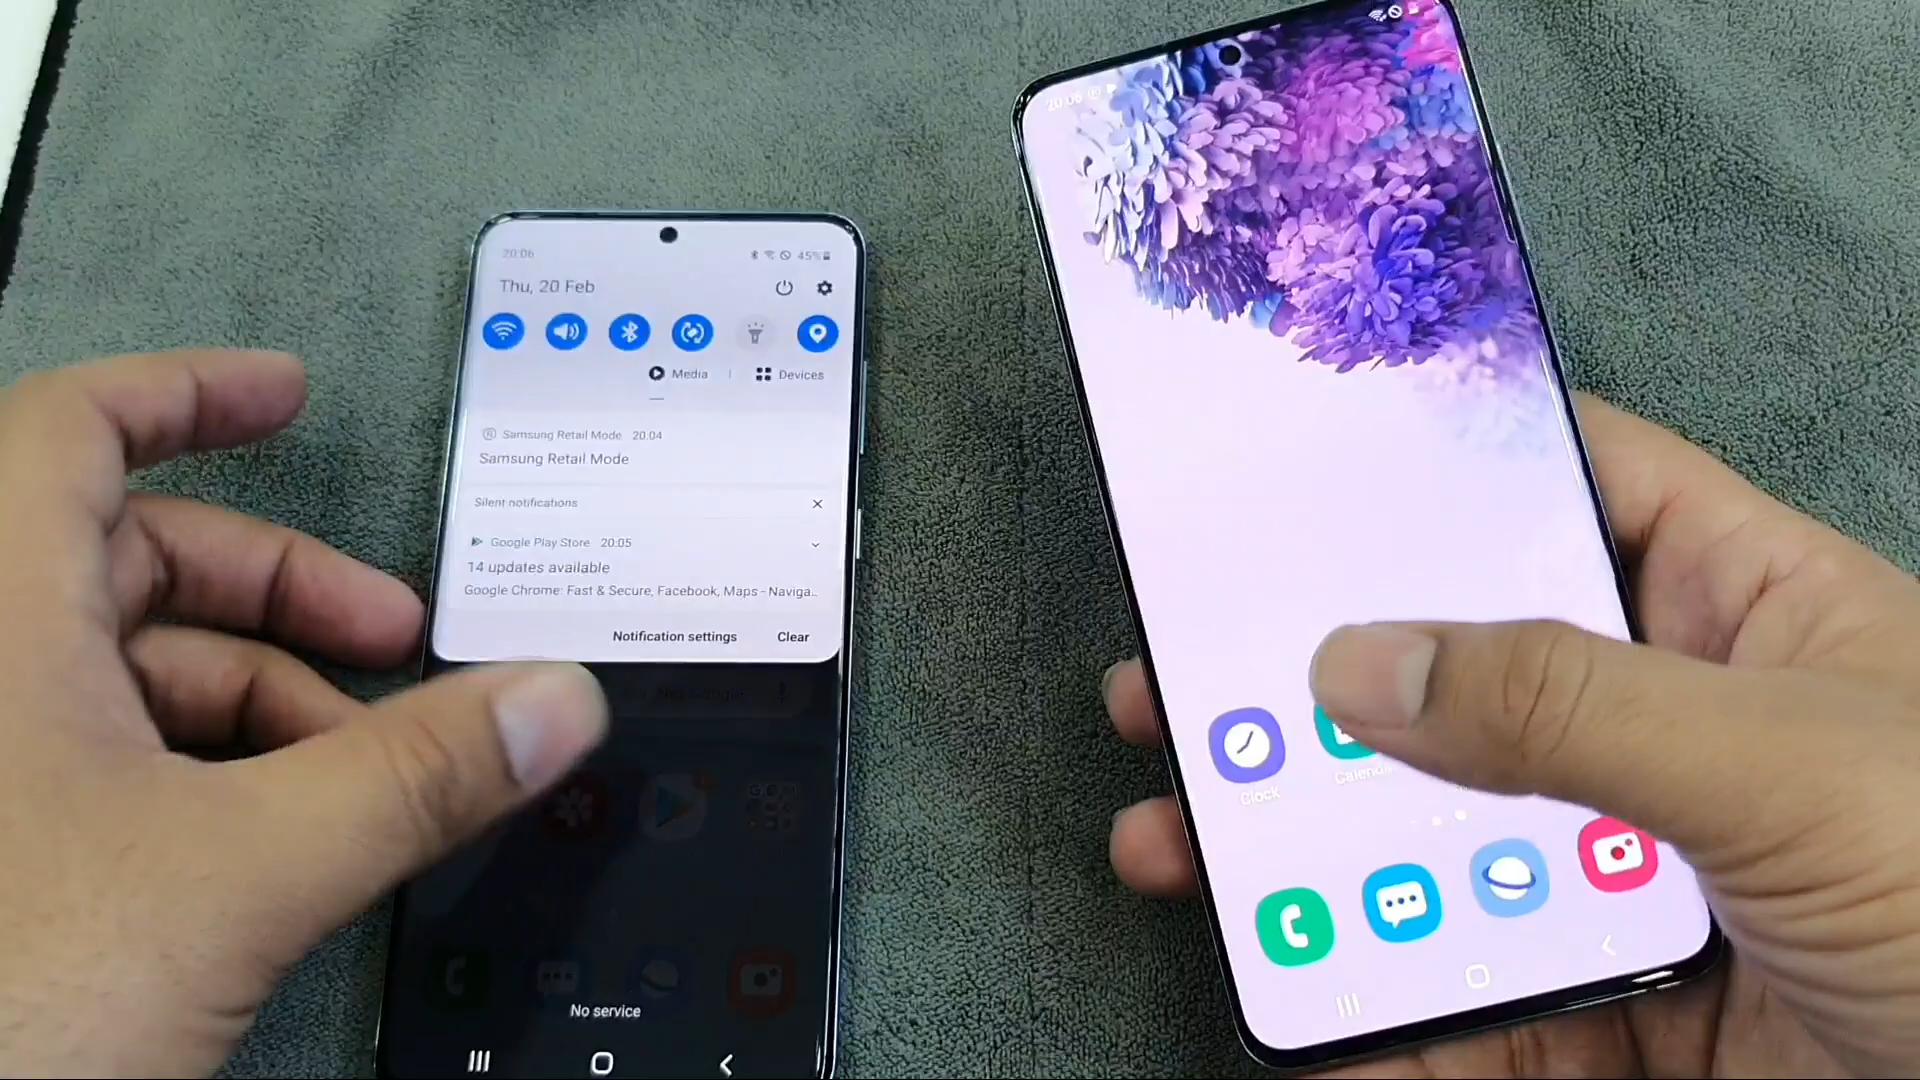 20:06
45%
Thu, 20 Feb
Media
Devices
Samsung Retail Mode 20:04
Samsung Retail Mode
Silent notifications
Google Play Store 20:05
14 updates available
Google Chrome: Fast & Secure, Facebook, Maps - Naviga...
Notification settings Clear
No service
20:06
Clock